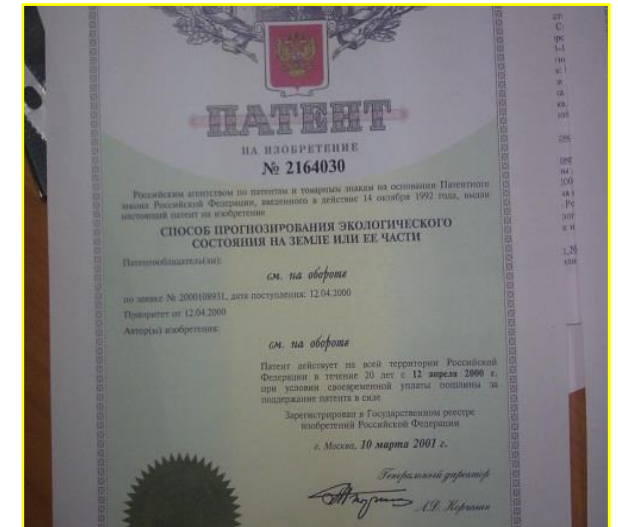 ПАТЕНТ
НА ИЗОБРЕТЕНИЕ
№ 2164030
Российским агентством по патентам и товарным знакам на основании Патентного
закона Российской Федерации, введенного в действие 14 октября 1992 года, выдан
настоящий патент на изобретение
СПОСОБ ПРОГНОЗИРОВАНИЯ ЭКОЛОГИЧЕСКОГО
СОСТОЯНИЯ НА ЗЕМЛЕ ИЛИ ЕЕ ЧАСТИ
Патентообладатель(ли):
см. на обороте
по заявке № 2000108931, дата поступления: 12.04.2000
Приоритет от 12.04.2000
Автор(ы) изобретения:
см. на обороте
Патент действует на всей территории Российской
Федерации в течение 20 лет с 12 апреля 2000 г.
при условии своевременной уплаты пошлины за
поддержание патента в силе
Зарегистрирован в Государственном реестре
изобретений Российской Федерации
г. Москва, 10 марта 2001 г.
Генеральный директор
А.Д. Корчагин